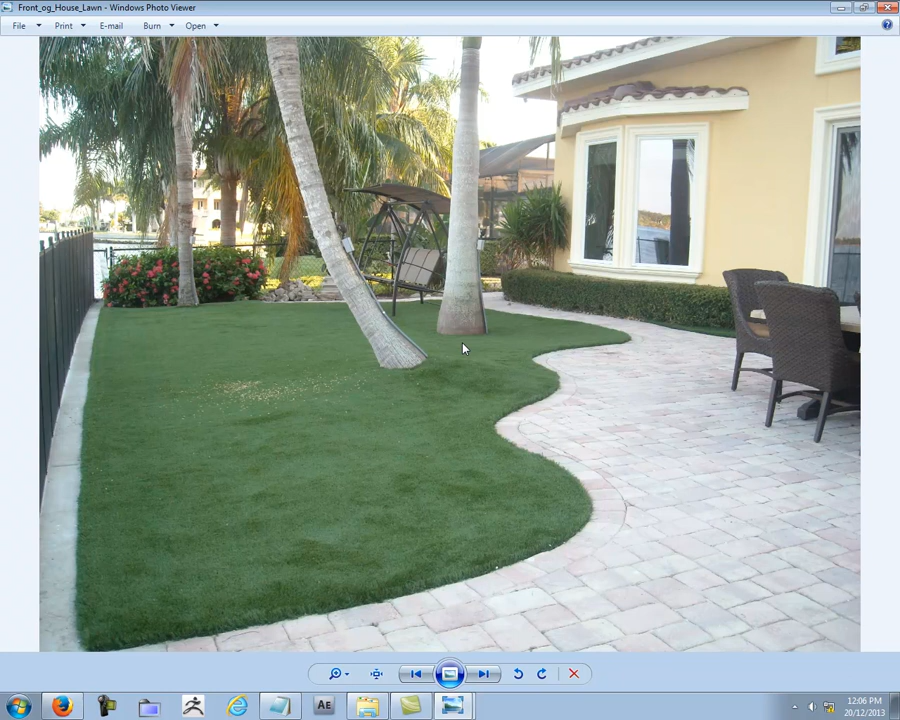 Front_og_House_Lawn - Windows Photo Viewer
File Print E-mail Burn Open
Ae
12:06 PM
20/12/2013